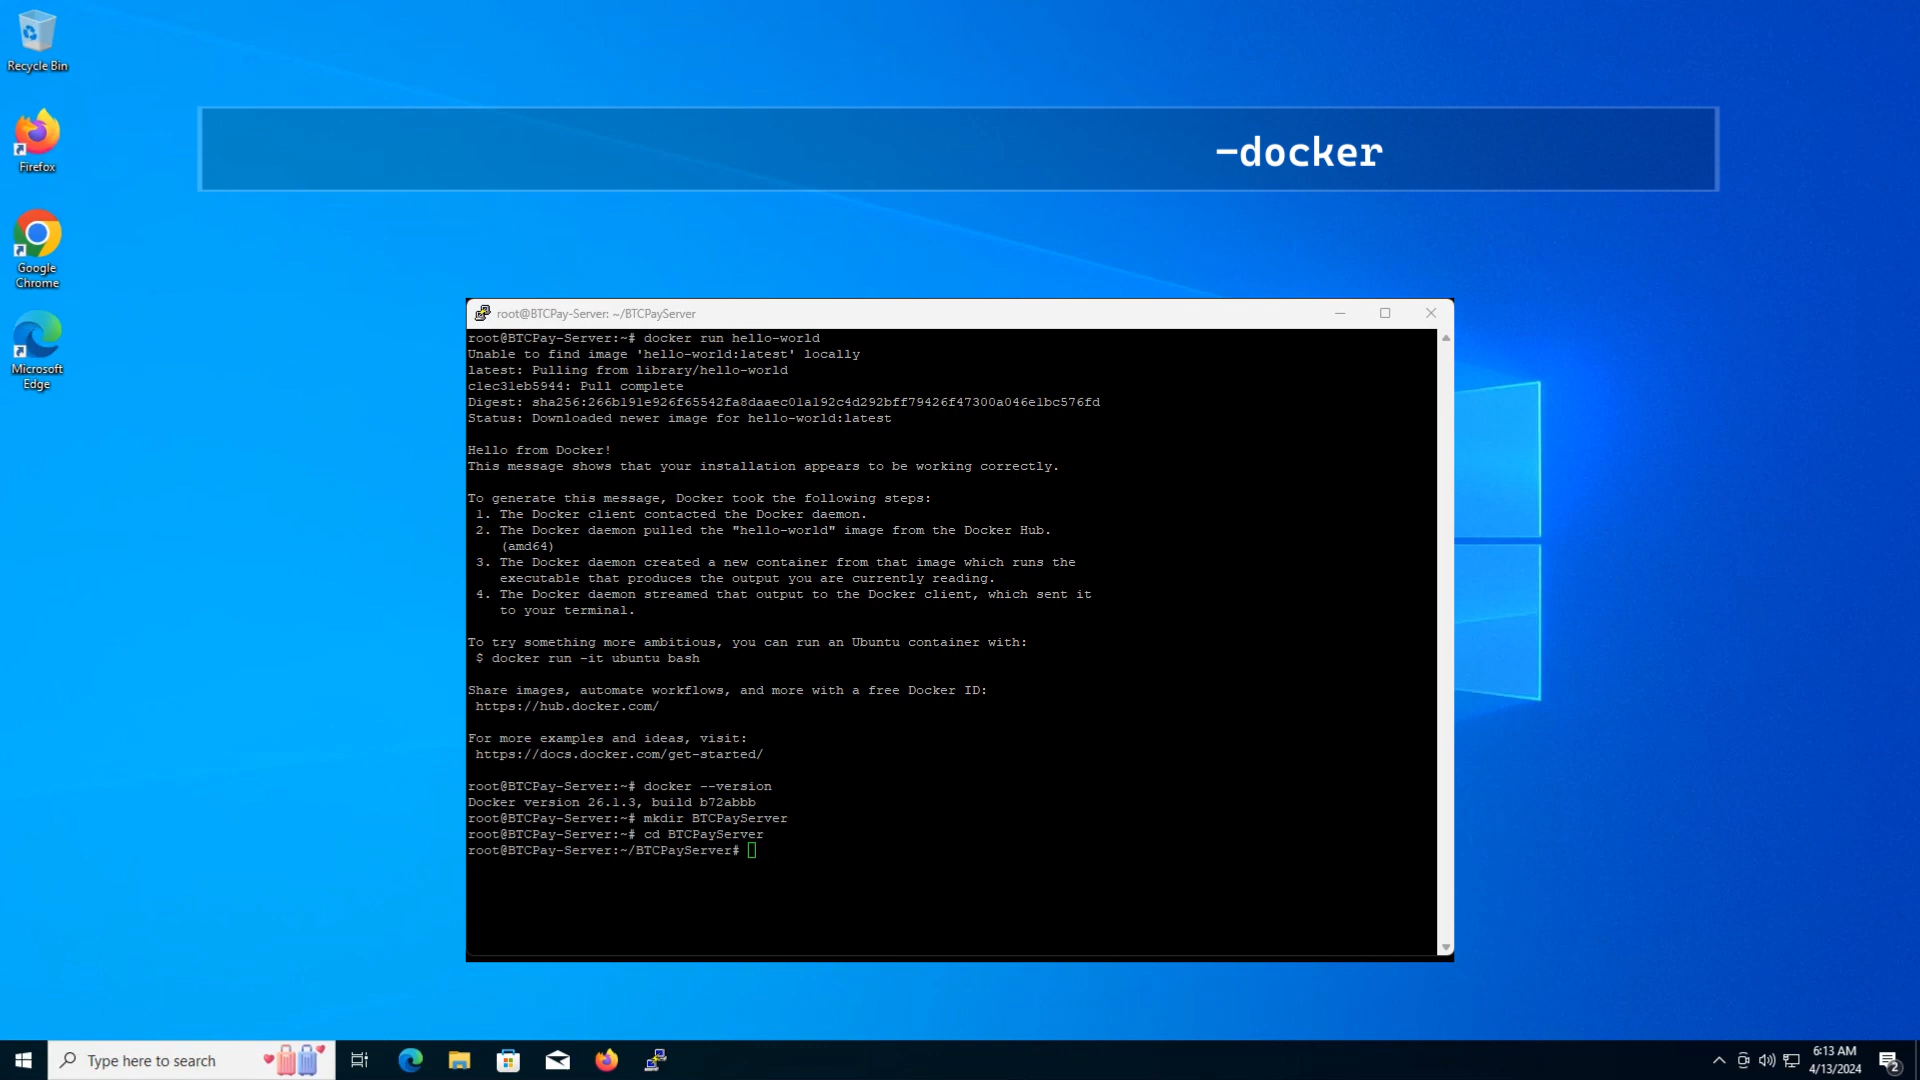 Recycle Bin
Firefox
Google
Chrome
Microsoft
Edge
-docker
root@BTCPay-Server: ~/BTCPayServer
root@BTCPay-Server:~# docker run hello-world
Unable to find image 'hello-world:latest' locally
latest: Pulling from library/hello-world
c1ec31eb5944: Pull complete
Digest: sha256:266b191e926f65542fa8daaec01a192c4d292bff79426f47300a046e1bc576fd
Status: Downloaded newer image for hello-world:latest
Hello from Docker!
This message shows that your installation appears to be working correctly.
To generate this message, Docker took the following steps:
1. The Docker client contacted the Docker daemon.
2. The Docker daemon pulled the "hello-world" image from the Docker Hub.
(amd64)
3. The Docker daemon created a new container from that image which runs the
executable that produces the output you are currently reading.
4. The Docker daemon streamed that output to the Docker client, which sent it
to your terminal.
To try something more ambitious, you can run an Ubuntu container with:
$ docker run -it ubuntu bash
Share images, automate workflows, and more with a free Docker ID:
https://hub.docker.com/
For more examples and ideas, visit:
https://docs.docker.com/get-started/
root@BTCPay-Server:~# docker --version
Docker version 26.1.3, build b72abbb
root@BTCPay-Server:~# mkdir BTCPayServer
root@BTCPay-Server:~# cd BTCPayServer
root@BTCPay-Server:~/BTCPayServer#
Type here to search
6:13 AM
4/13/2024
2